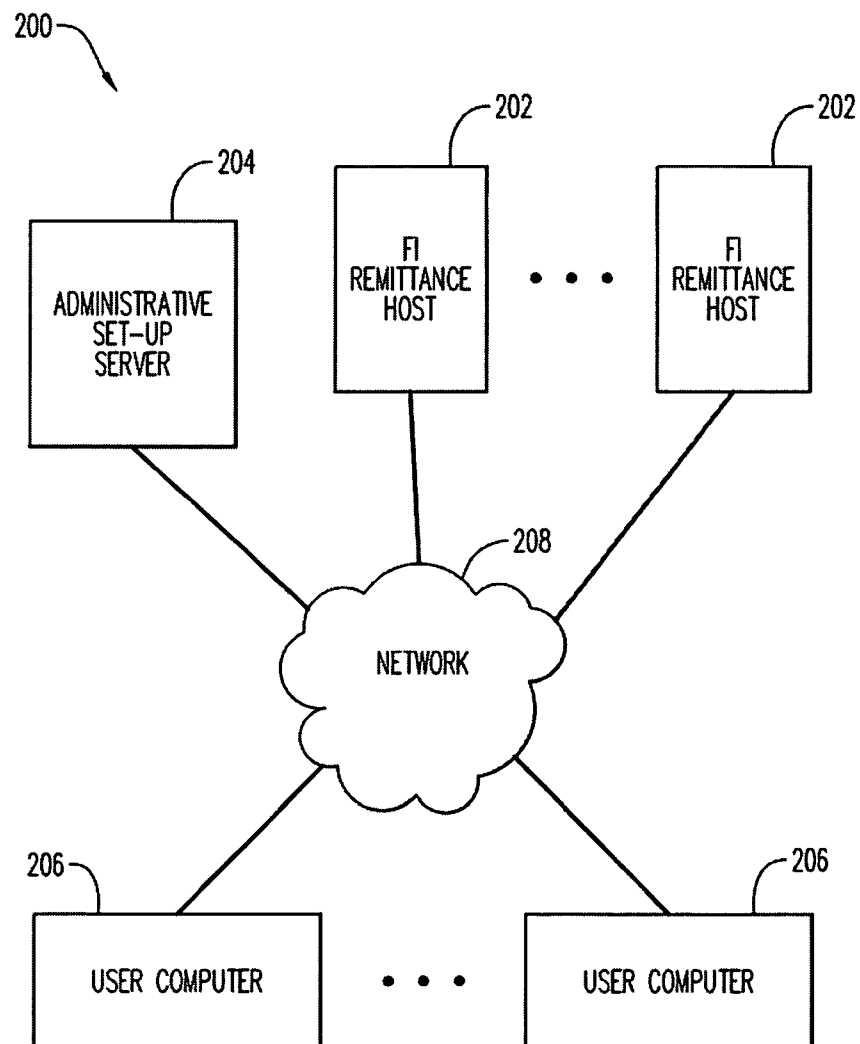 200
202
202
204
ADMINISTRATIVE
SET-UP
SERVER
FI
REMITTANCE
HOST
FI
REMITTANCE
HOST
208
NETWORK
206
206
USER COMPUTER
USER COMPUTER